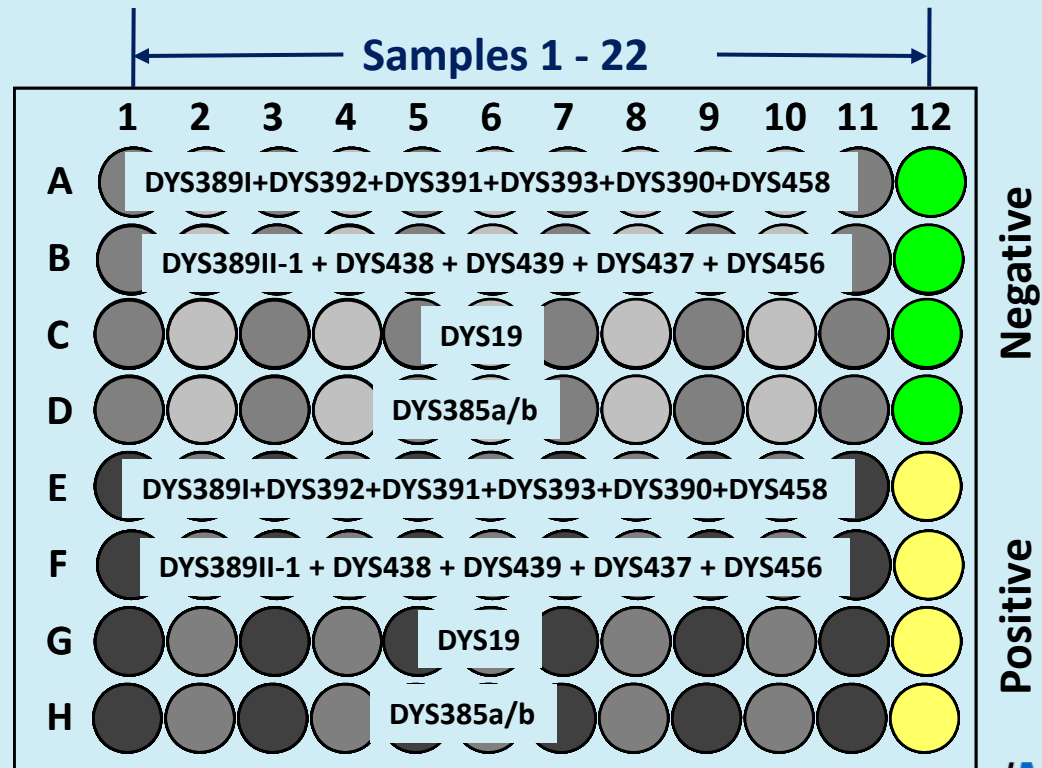 Samples 1 - 22
1 2 3 4 5 6 7 8 9 10 11 12
A DYS389I+DYS392+DYS391+DYS393+DYS390+DYS458
B DYS389II-1 + DYS438 + DYS439 + DYS437 + DYS456
C DYS19
D DYS385a/b
Negative
E DYS389I+DYS392+DYS391+DYS393+DYS390+DYS458
F DYS389II-1 + DYS438 + DYS439 + DYS437 + DYS456
G DYS19
H DYS385a/b
Positive